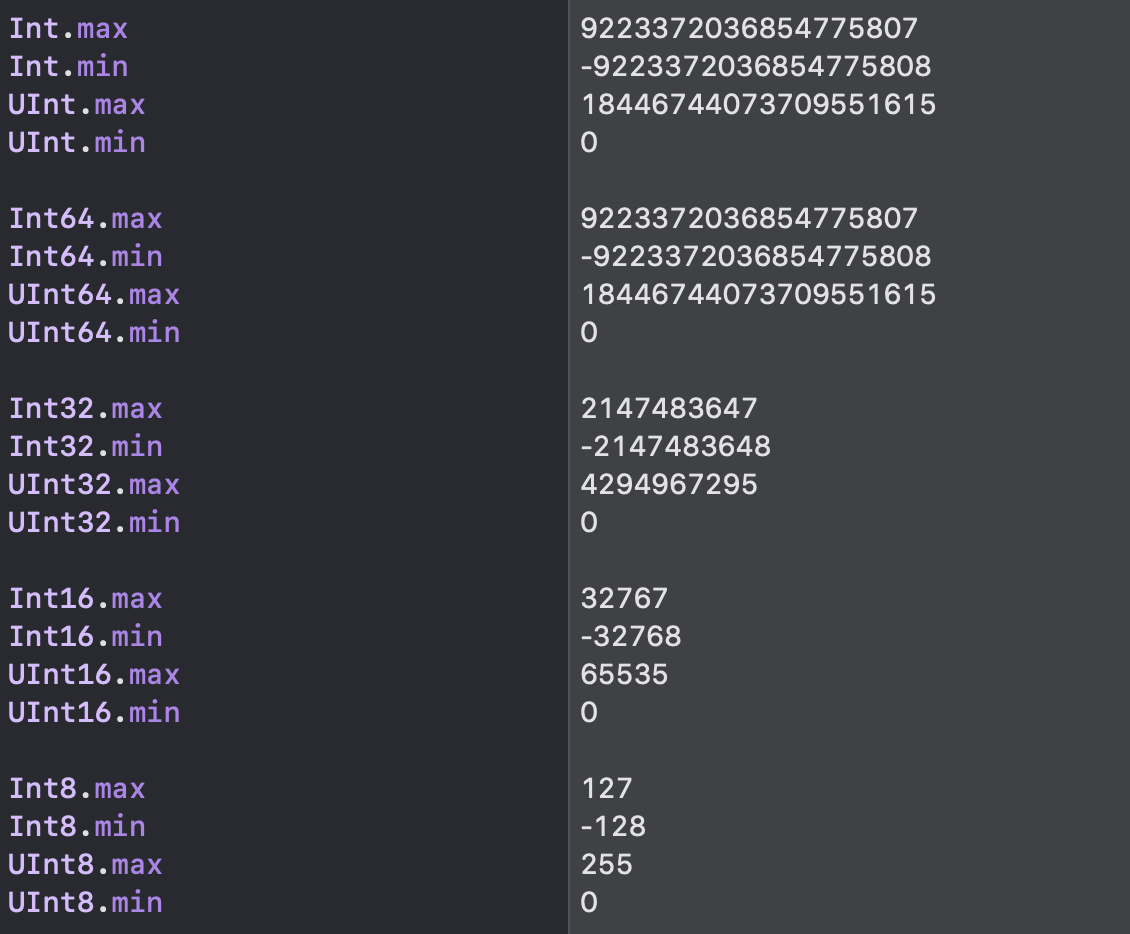 Int.max 9223372036854775807
Int.min -9223372036854775808
UInt.max 18446744073709551615
UInt.min 0
Int64.max 9223372036854775807
Int64.min -9223372036854775808
UInt64.max 18446744073709551615
UInt64.min 0
Int32.max 2147483647
Int32.min -2147483648
UInt32.max 4294967295
UInt32.min 0
Int16.max 32767
Int16.min -32768
UInt16.max 65535
UInt16.min 0
Int8.max 127
Int8.min -128
UInt8.max 255
UInt8.min 0